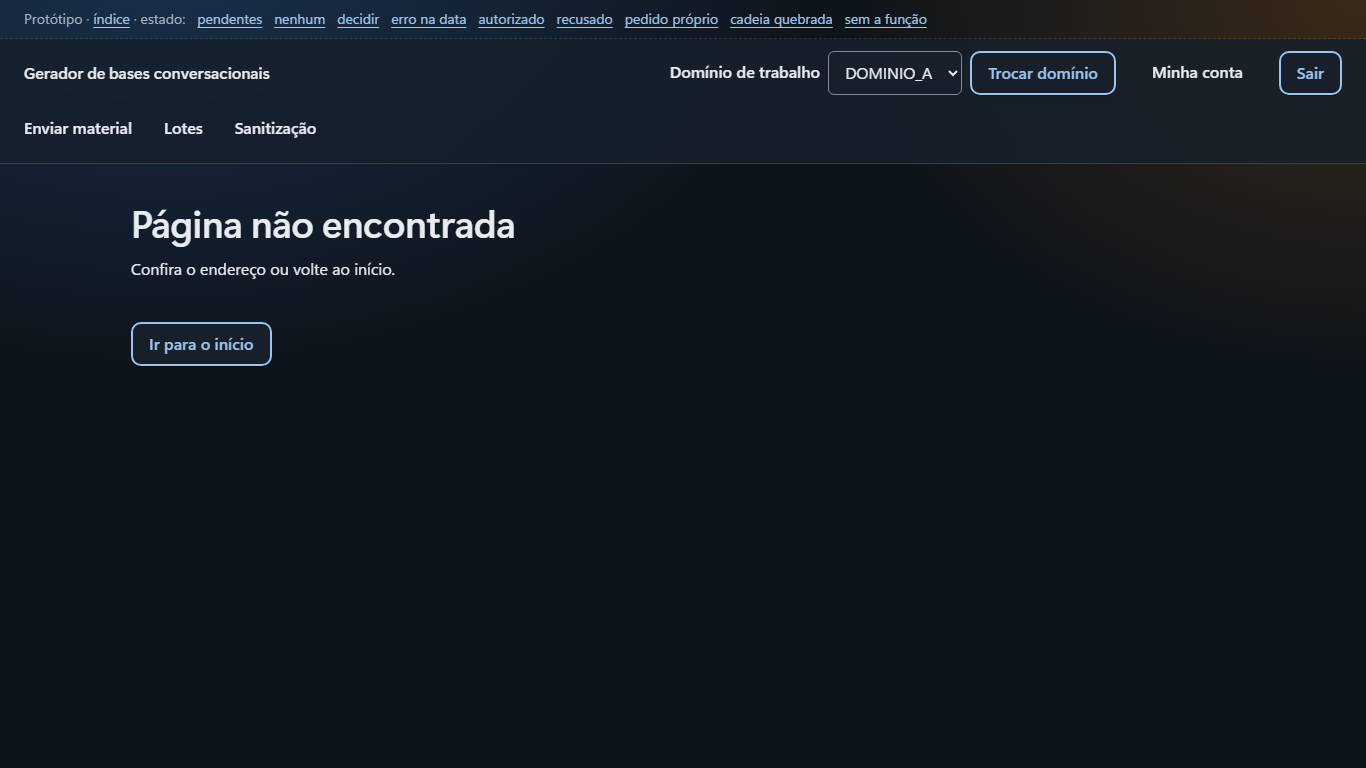 Protótipo · índice · estado: pendentes nenhum decidir erro na data autorizado recusado pedido próprio cadeia quebrada sem a função
Gerador de bases conversacionais
Domínio de trabalho DOMINIO_A Trocar domínio Minha conta Sair
Enviar material Lotes Sanitização
Página não encontrada
Confira o endereço ou volte ao início.
Ir para o início